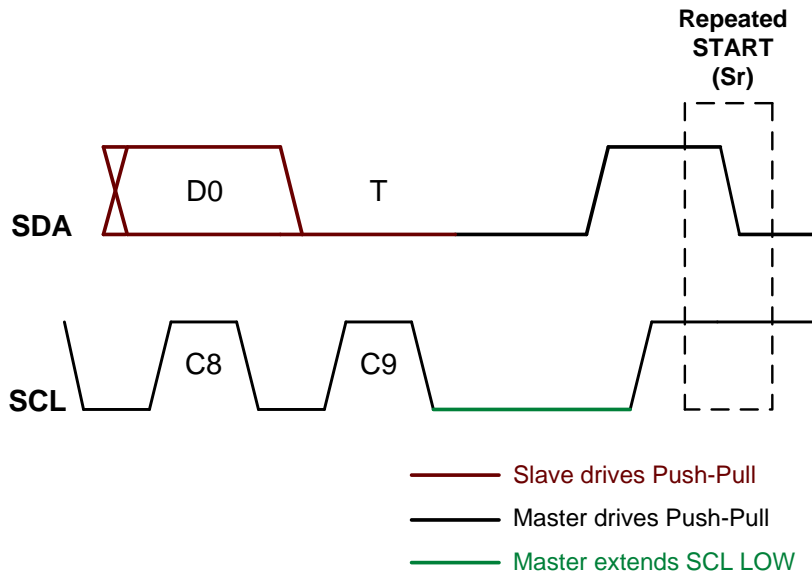 Repeated
START
(Sr)
D0
T
SDA
C8
C9
SCL
Slave drives Push-Pull
Master drives Push-Pull
Master extends SCL LOW